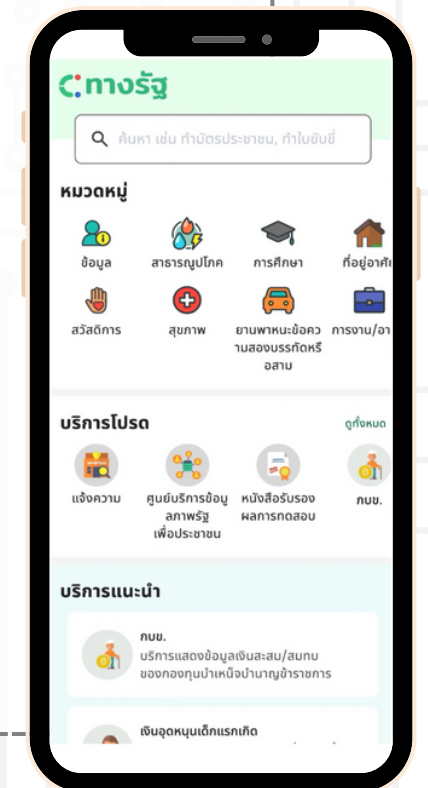 ทางรัฐ
ค้นหา เช่น ทำบัตรประชาชน, ทำใบขับขี่
หมวดหมู่
ข้อมูล สาธารณูปโภค การศึกษา ที่อยู่อาศั
สวัสดิการ สุขภาพ ยานพาหนะข้อคว การงาน/อา
ามสองบรรทัดหรื
อสาม
บริการโปรด ดูทั้งหมด
แจ้งความ ศูนย์บริการข้อมู หนังสือรับรอง กบข.
ลภาพรัฐ ผลการทดสอบ
เพื่อประชาชน
บริการแนะนำ
กบข.
บริการแสดงข้อมูลเงินสะสม/สมทบ
ของกองทุนบำเหน็จบำนาญข้าราชการ
เงินอุดหนุนเด็กแรกเกิด